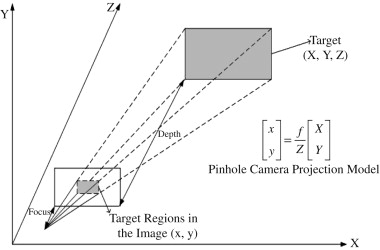 Y
Z
Target
(X, Y, Z)
Depth
[x y] = f/Z [X Y]
Pinhole Camera Projection Model
Focus
Target Regions in
the Image (x, y)
X